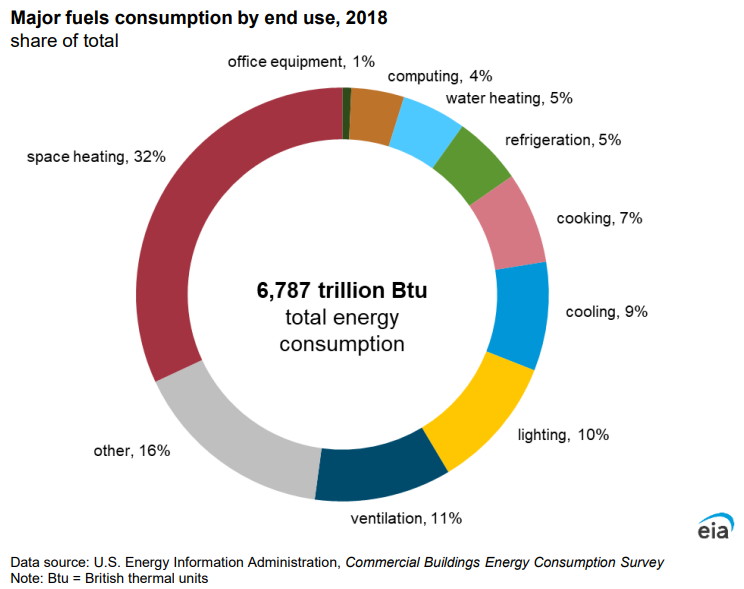 Major fuels consumption by end use, 2018
share of total
office equipment, 1%
computing, 4%
water heating, 5%
refrigeration, 5%
space heating, 32%
cooking, 7%
6,787 trillion Btu
total energy
consumption
cooling, 9%
lighting, 10%
other, 16%
ventilation, 11%
eia
Data source: U.S. Energy Information Administration, Commercial Buildings Energy Consumption Survey
Note: Btu = British thermal units